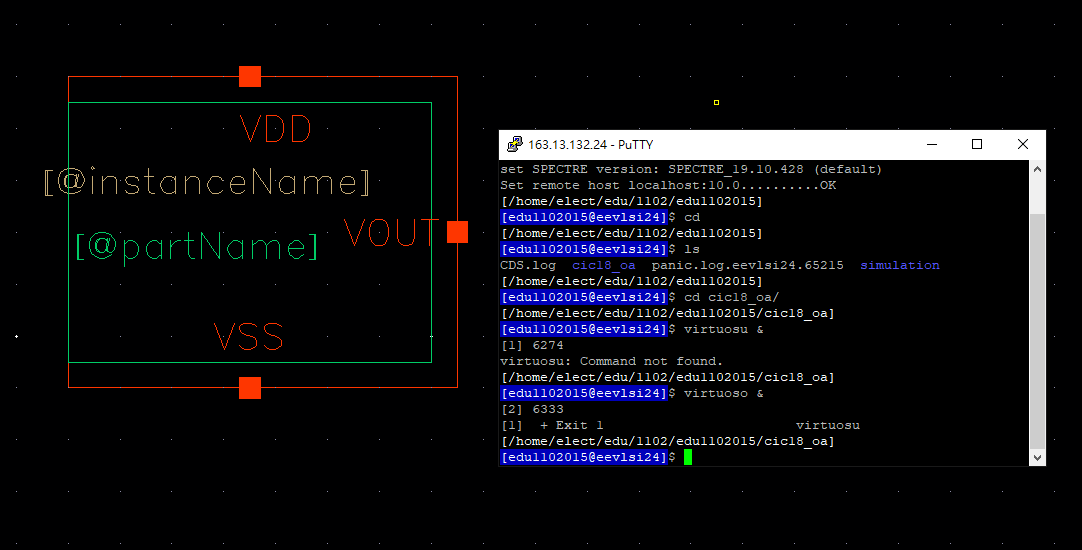 VDD
[@instanceName]
VOUT
[@partName]
VSS
163.13.132.24 - PuTTY
set SPECTRE version: SPECTRE_19.10.428 (default)
Set remote host localhost:10.0..........OK
[/home/elect/edu/1102/edu1102015]
[edu1102015@eevlsi24]$ cd
[/home/elect/edu/1102/edu1102015]
[edu1102015@eevlsi24]$ ls
CDS.log  cic18_oa  panic.log.eevlsi24.65215  simulation
[/home/elect/edu/1102/edu1102015]
[edu1102015@eevlsi24]$ cd cic18_oa/
[/home/elect/edu/1102/edu1102015/cic18_oa]
[edu1102015@eevlsi24]$ virtuosu &
[1] 6274
virtuosu: Command not found.
[/home/elect/edu/1102/edu1102015/cic18_oa]
[edu1102015@eevlsi24]$ virtuoso &
[2] 6333
[1]  + Exit 1                        virtuosu
[/home/elect/edu/1102/edu1102015/cic18_oa]
[edu1102015@eevlsi24]$